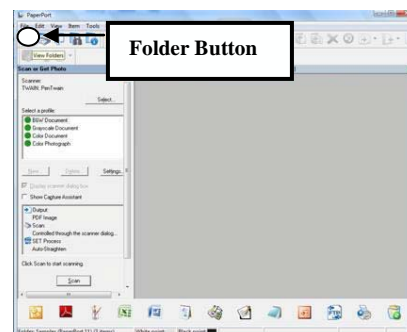 PaperPort
File Edit View Item Tools
Folder Button
View Folders
Scan or Get Photo
Scanner:
TWAIN: PenTwain
Select...
Select a profile:
B&W Document
Grayscale Document
Color Document
Color Photograph
New... Delete Settings...
Display scanner dialog box
Show Capture Assistant
Output
PDF Image
Scan
Controlled through the scanner dialog...
SET Process
Auto-Straighten
Click Scan to start scanning.
Scan